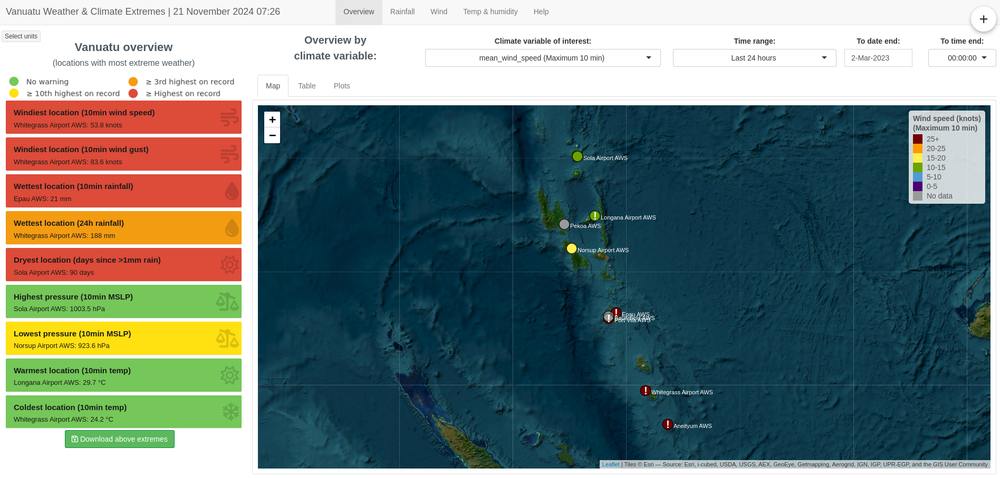 Vanuatu Weather & Climate Extremes | 21 November 2024 07:26
Overview
Rainfall
Wind
Temp & humidity
Help
+
Select units
Vanuatu overview
(locations with most extreme weather)
No warning
≥ 3rd highest on record
≥ 10th highest on record
≥ Highest on record
Windiest location (10min wind speed)
Whitegrass Airport AWS: 53.8 knots
Windiest location (10min wind gust)
Whitegrass Airport AWS: 83.6 knots
Wettest location (10min rainfall)
Epau AWS: 21 mm
Wettest location (24h rainfall)
Whitegrass Airport AWS: 188 mm
Dryest location (days since >1mm rain)
Sola Airport AWS: 90 days
Highest pressure (10min MSLP)
Sola Airport AWS: 1003.5 hPa
Lowest pressure (10min MSLP)
Norsup Airport AWS: 923.6 hPa
Warmest location (10min temp)
Longana Airport AWS: 29.7 °C
Coldest location (10min temp)
Whitegrass Airport AWS: 24.2 °C
Download above extremes
Overview by
climate variable:
Climate variable of interest:
mean_wind_speed (Maximum 10 min)
Time range:
Last 24 hours
To date end:
2-Mar-2023
To time end:
00:00:00
Map
Table
Plots
+
−
Wind speed (knots)
(Maximum 10 min)
25+
20-25
15-20
10-15
5-10
0-5
No data
Sola Airport AWS
! Longana Airport AWS
Pekoa AWS
Norsup Airport AWS
! Epau AWS
Bauerfield AWS
! Port Vila AWS
! Whitegrass Airport AWS
! Aneityum AWS
Leaflet | Tiles © Esri — Source: Esri, i-cubed, USDA, USGS, AEX, GeoEye, Getmapping, Aerogrid, IGN, IGP, UPR-EGP, and the GIS User Community